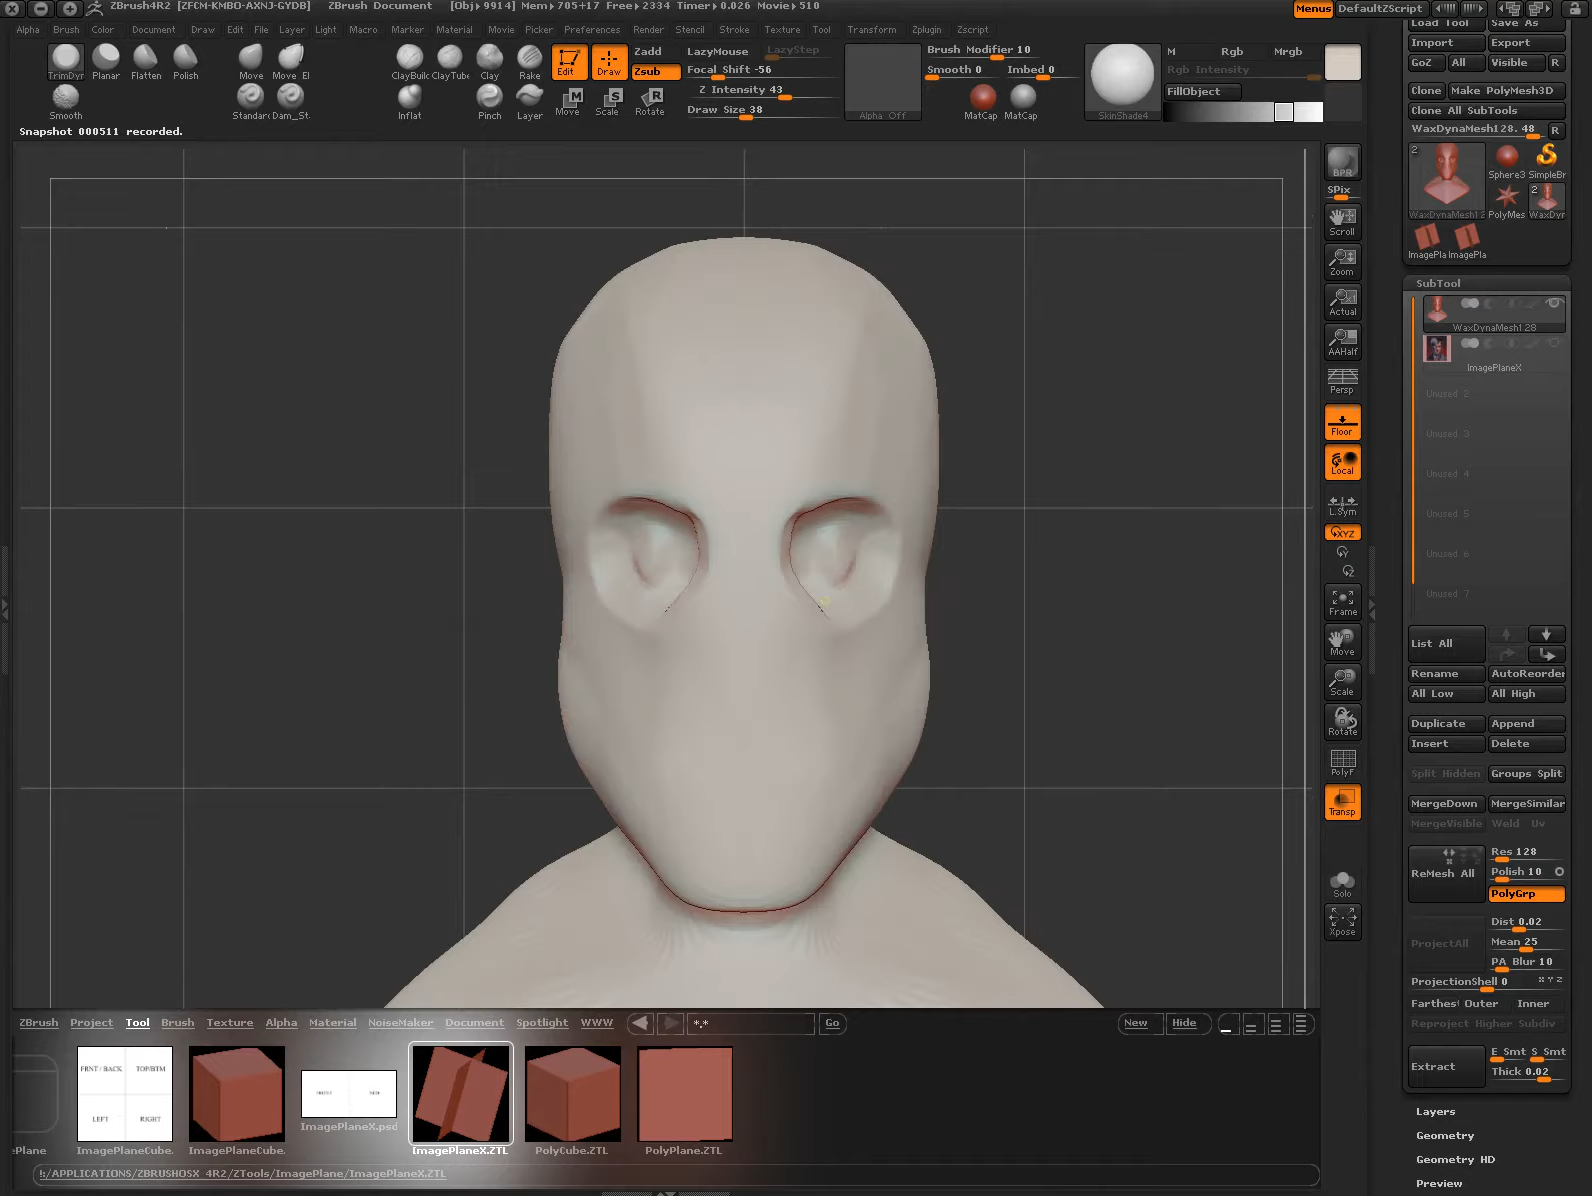 ZBrush4R2 [ZFCM-KMBO-AXNJ-GYDB] ZBrush Document [Obj▸9914] Mem▸705+17 Free▸2334 Timer▸0.026 Movie▸510 Menus DefaultZScript
Alpha Brush Color Document Draw Edit File Layer Light Macro Marker Material Movie Picker Preferences Render Stencil Stroke Texture Tool Transform Zplugin Zscript
TrimDyr Planar Flatten Polish Move Move El ClayBuilc ClayTube Clay Rake
Smooth Standar Dam_St. Inflat Pinch Layer
Edit Draw Move Scale Rotate
Zadd
Zsub
LazyMouse LazyStep
Focal Shift -56
Z Intensity 43
Draw Size 38
Alpha Off
Brush Modifier 10
Smooth 0 Imbed 0
MatCap MatCap
SkinShade4
M Rgb Mrgb
Rgb Intensity
FillObject
Snapshot 000511 recorded.
BPR
SPix
Scroll
Zoom
Actual
AAHalf
Persp
Floor
Local
L.Sym
XYZ
Frame
Move
Scale
Rotate
PolyF
Transp
Solo
Xpose
Load Tool Save As
Import Export
GoZ All Visible R
Clone Make PolyMesh3D
Clone All SubTools
WaxDynaMesh128. 48 R
2
Sphere3 SimpleBr
2
WaxDynaMesh1 2 PolyMes WaxDyr
ImagePla ImagePla
SubTool
WaxDynaMesh1 28
ImagePlaneX
Unused 2
Unused 3
Unused 4
Unused 5
Unused 6
Unused 7
List All
Rename AutoReorder
All Low All High
Duplicate Append
Insert Delete
Split Hidden Groups Split
MergeDown MergeSimilar
MergeVisible Weld Uv
ReMesh All
Res 128
Polish 10
PolyGrp
ProjectAll
Dist 0.02
Mean 25
PA Blur 10
ProjectionShell 0 X Y Z
Farthes Outer Inner
Reproject Higher Subdiv
Extract
E Smt S Smt
Thick 0.02
Layers
Geometry
Geometry HD
Preview
ZBrush Project Tool Brush Texture Alpha Material NoiseMaker Document Spotlight WWW *.* Go New Hide
FRNT / BACK TOP/BTM
LEFT RIGHT
ePlane ImagePlaneCube. ImagePlaneCube. ImagePlaneX.psd ImagePlaneX.ZTL PolyCube.ZTL PolyPlane.ZTL
!:/APPLICATIONS/ZBRUSHOSX 4R2/ZTools/ImagePlane/ImagePlaneX.ZTL